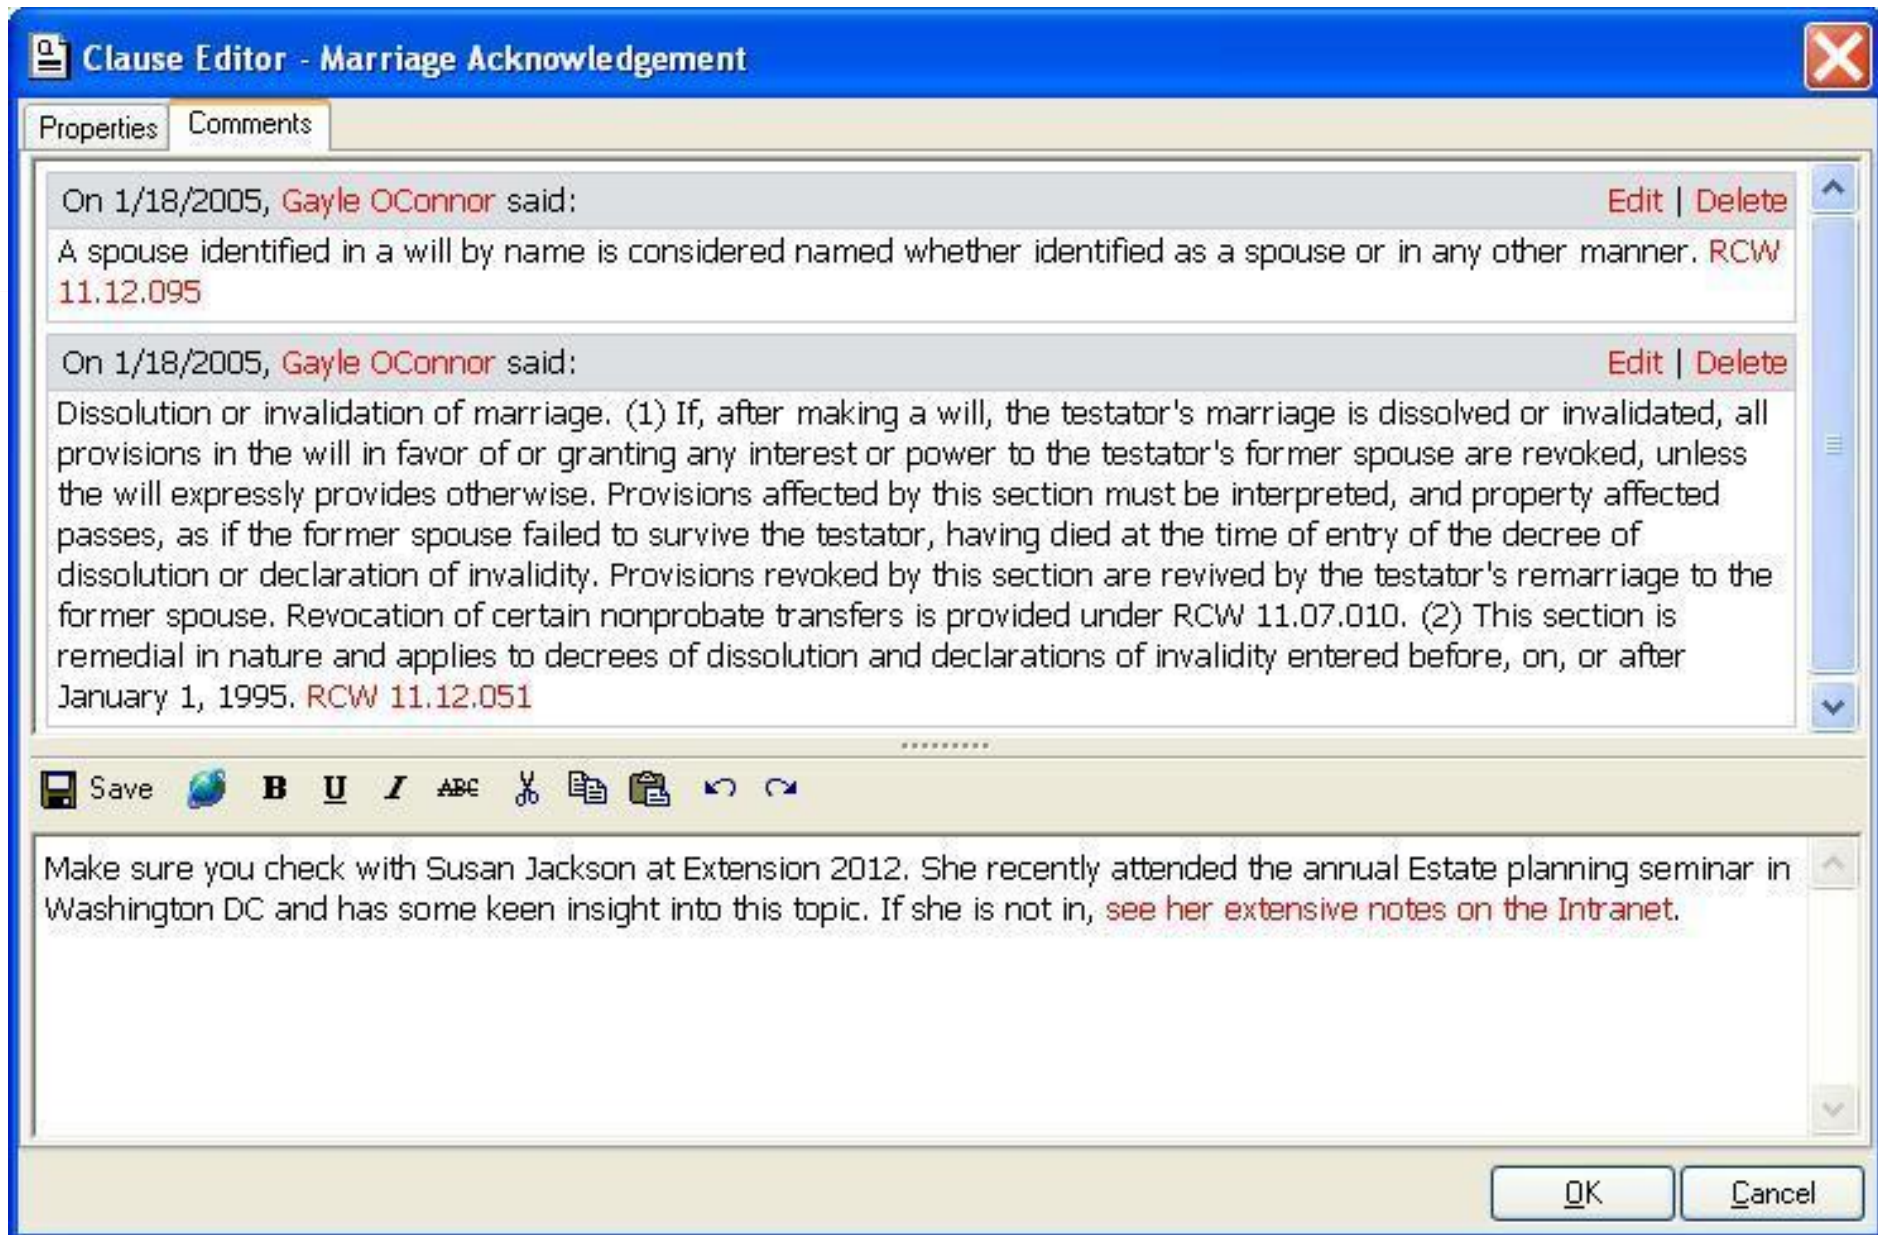 Clause Editor - Marriage Acknowledgement
Properties Comments
On 1/18/2005, Gayle OConnor said: Edit | Delete
A spouse identified in a will by name is considered named whether identified as a spouse or in any other manner. RCW
11.12.095
On 1/18/2005, Gayle OConnor said: Edit | Delete
Dissolution or invalidation of marriage. (1) If, after making a will, the testator's marriage is dissolved or invalidated, all
provisions in the will in favor of or granting any interest or power to the testator's former spouse are revoked, unless
the will expressly provides otherwise. Provisions affected by this section must be interpreted, and property affected
passes, as if the former spouse failed to survive the testator, having died at the time of entry of the decree of
dissolution or declaration of invalidity. Provisions revoked by this section are revived by the testator's remarriage to the
former spouse. Revocation of certain nonprobate transfers is provided under RCW 11.07.010. (2) This section is
remedial in nature and applies to decrees of dissolution and declarations of invalidity entered before, on, or after
January 1, 1995. RCW 11.12.051
Save B U I ABC
Make sure you check with Susan Jackson at Extension 2012. She recently attended the annual Estate planning seminar in
Washington DC and has some keen insight into this topic. If she is not in, see her extensive notes on the Intranet.
OK Cancel